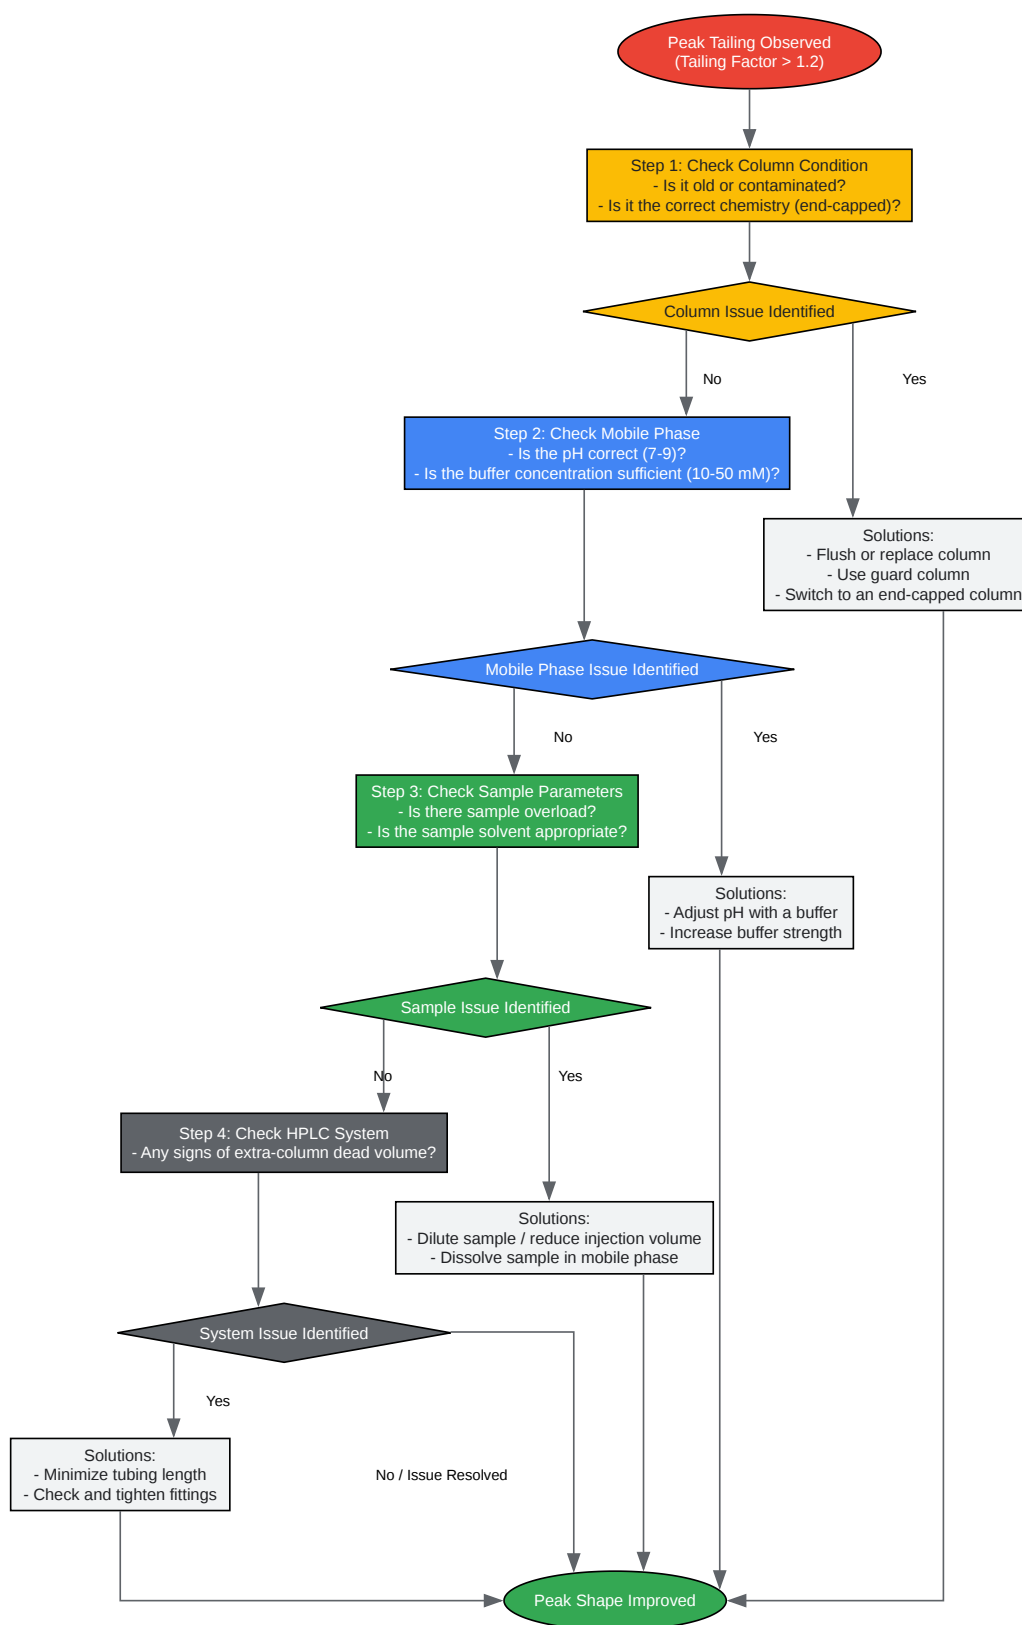 Peak Tailing Observed
(Tailing Factor > 1.2)
Step 1: Check Column Condition
- Is it old or contaminated?
- Is it the correct chemistry (end-capped)?
Column Issue Identified
No
Yes
Step 2: Check Mobile Phase
- Is the pH correct (7-9)?
- Is the buffer concentration sufficient (10-50 mM)?
Solutions:
- Flush or replace column
- Use guard column
- Switch to an end-capped column
Mobile Phase Issue Identified
No
Yes
Step 3: Check Sample Parameters
- Is there sample overload?
- Is the sample solvent appropriate?
Solutions:
- Adjust pH with a buffer
- Increase buffer strength
Sample Issue Identified
No
Yes
Step 4: Check HPLC System
- Any signs of extra-column dead volume?
Solutions:
- Dilute sample / reduce injection volume
- Dissolve sample in mobile phase
System Issue Identified
Yes
No / Issue Resolved
Solutions:
- Minimize tubing length
- Check and tighten fittings
Peak Shape Improved